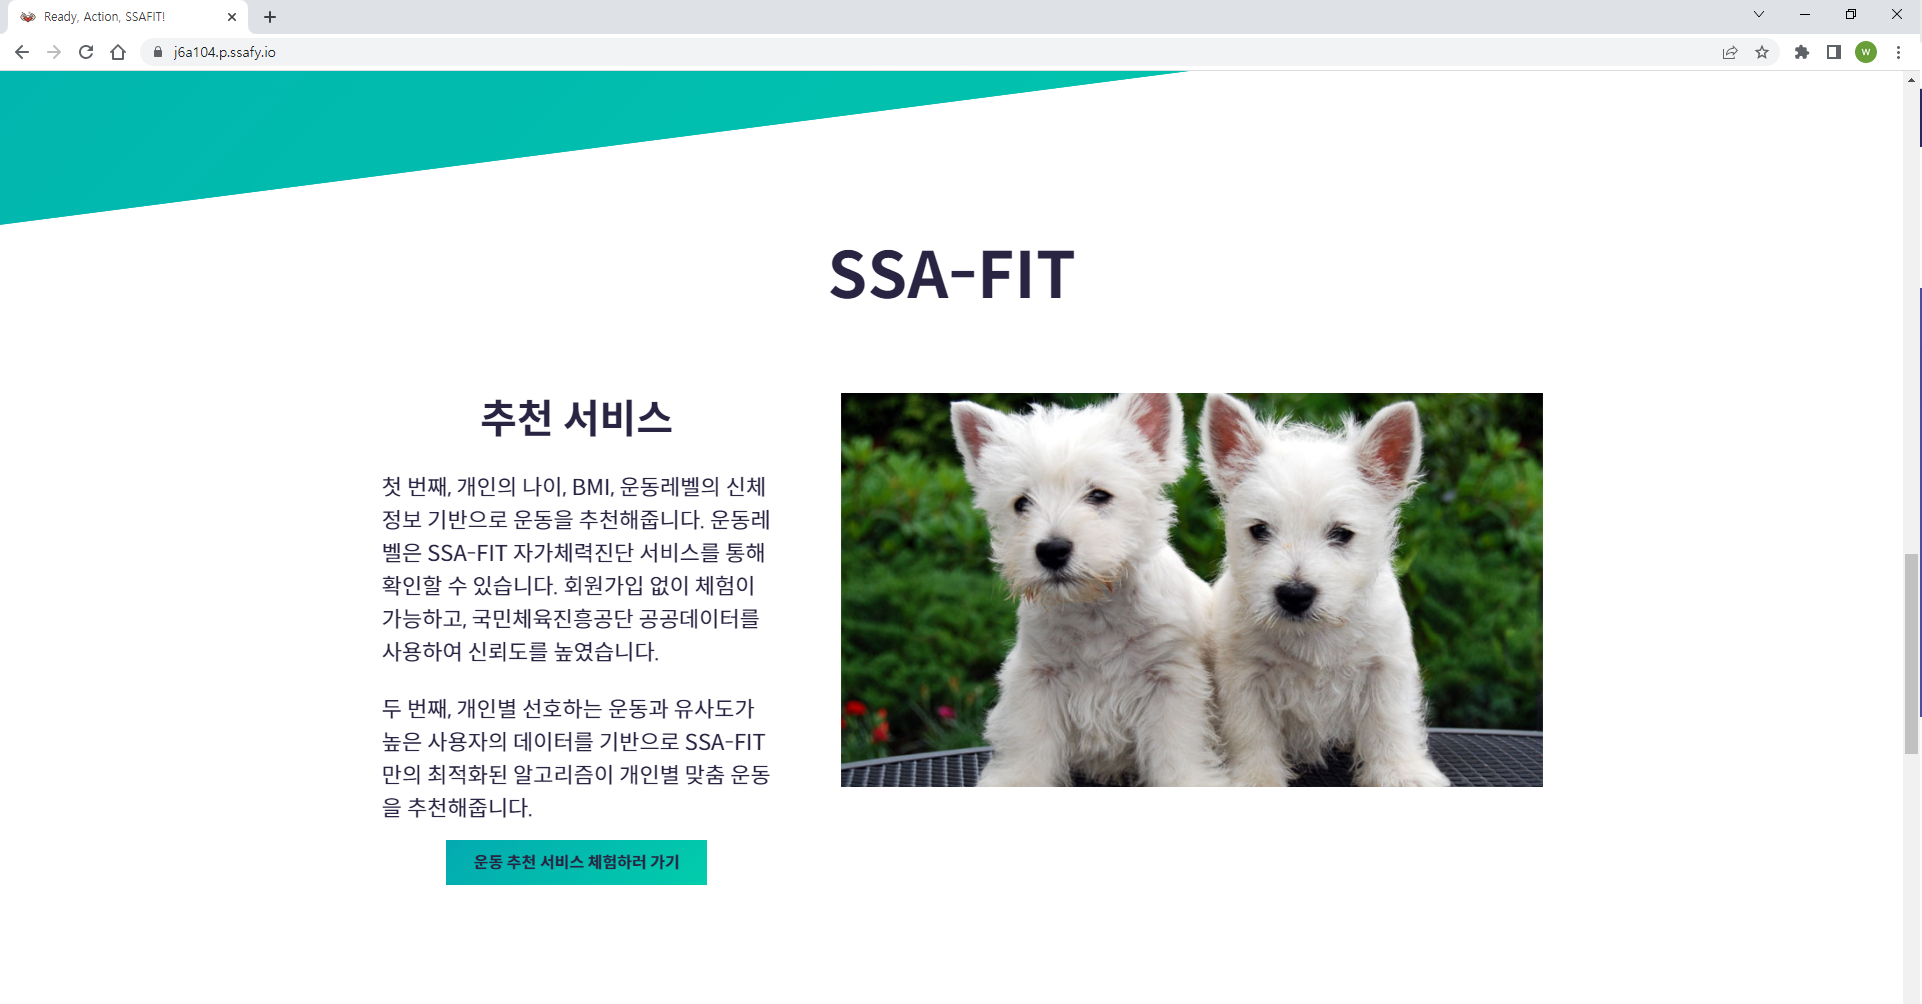 Ready, Action, SSAFIT!
j6a104.p.ssafy.io
W
SSA-FIT
추천 서비스
첫 번째, 개인의 나이, BMI, 운동레벨의 신체
정보 기반으로 운동을 추천해줍니다. 운동레
벨은 SSA-FIT 자가체력진단 서비스를 통해
확인할 수 있습니다. 회원가입 없이 체험이
가능하고, 국민체육진흥공단 공공데이터를
사용하여 신뢰도를 높였습니다.
두 번째, 개인별 선호하는 운동과 유사도가
높은 사용자의 데이터를 기반으로 SSA-FIT
만의 최적화된 알고리즘이 개인별 맞춤 운동
을 추천해줍니다.
운동 추천 서비스 체험하러 가기